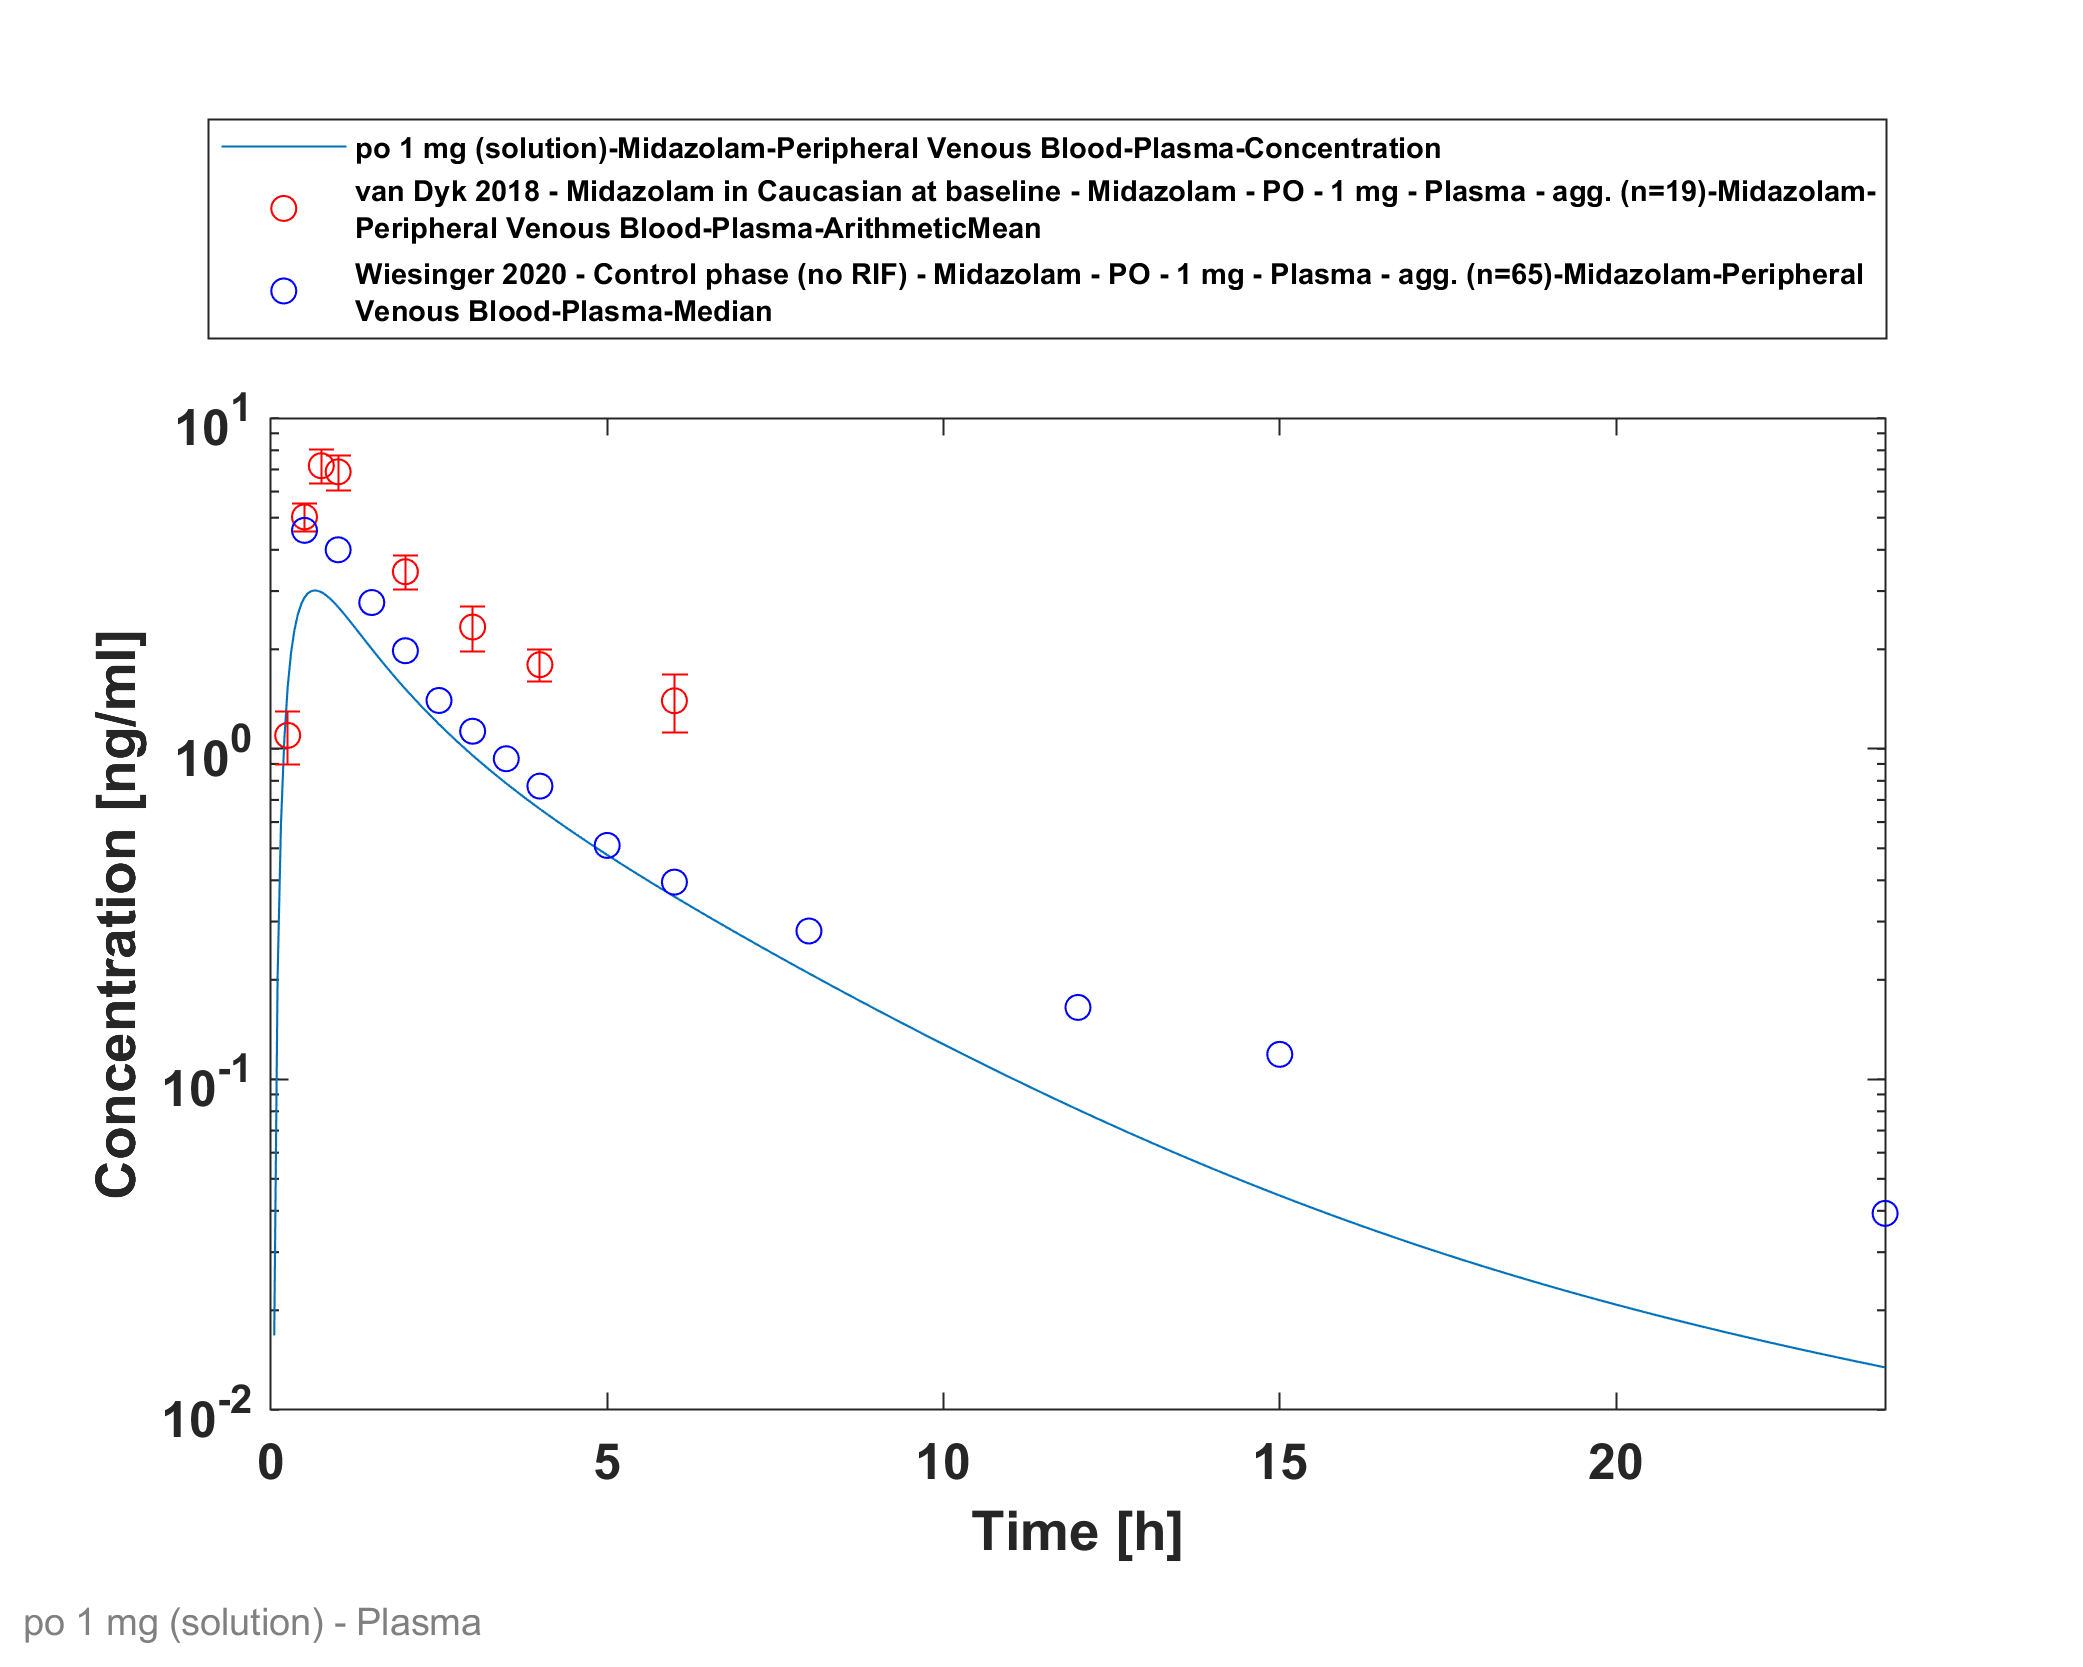 po 1 mg (solution)-Midazolam-Peripheral Venous Blood-Plasma-Concentration
van Dyk 2018 - Midazolam in Caucasian at baseline - Midazolam - PO - 1 mg - Plasma - agg. (n=19)-Midazolam-
Peripheral Venous Blood-Plasma-ArithmeticMean
Wiesinger 2020 - Control phase (no RIF) - Midazolam - PO - 1 mg - Plasma - agg. (n=65)-Midazolam-Peripheral
Venous Blood-Plasma-Median
10^1
10^0
10^-1
10^-2
Concentration [ng/ml]
0 5 10 15 20
Time [h]
po 1 mg (solution) - Plasma